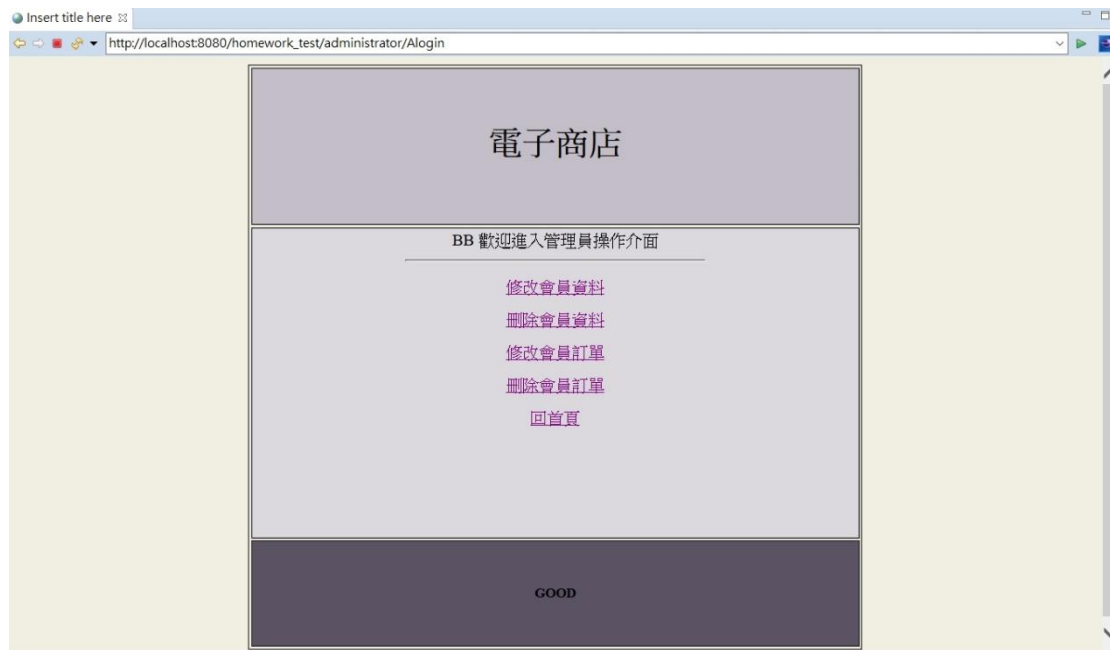 Insert title here
http://localhost:8080/homework_test/administrator/Alogin
電子商店
BB 歡迎進入管理員操作介面
修改會員資料
刪除會員資料
修改會員訂單
刪除會員訂單
回首頁
GOOD